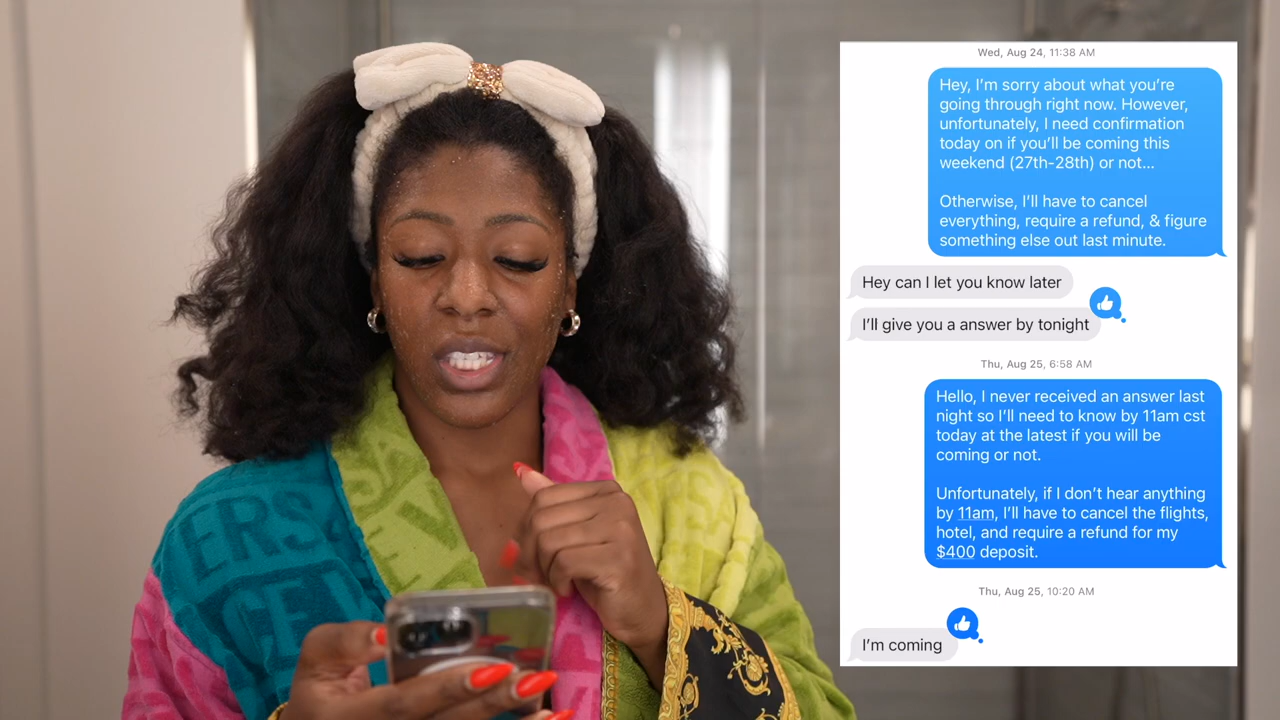 Wed, Aug 24, 11:38 AM
Hey, I'm sorry about what you're
going through right now. However,
unfortunately, I need confirmation
today on if you'll be coming this
weekend (27th-28th) or not...
Otherwise, I'll have to cancel
everything, require a refund, & figure
something else out last minute.
Hey can I let you know later
I'll give you a answer by tonight
Thu, Aug 25, 6:58 AM
Hello, I never received an answer last
night so I'll need to know by 11am cst
today at the latest if you will be
coming or not.
Unfortunately, if I don't hear anything
by 11am, I'll have to cancel the flights,
hotel, and require a refund for my
$400 deposit.
Thu, Aug 25, 10:20 AM
I'm coming